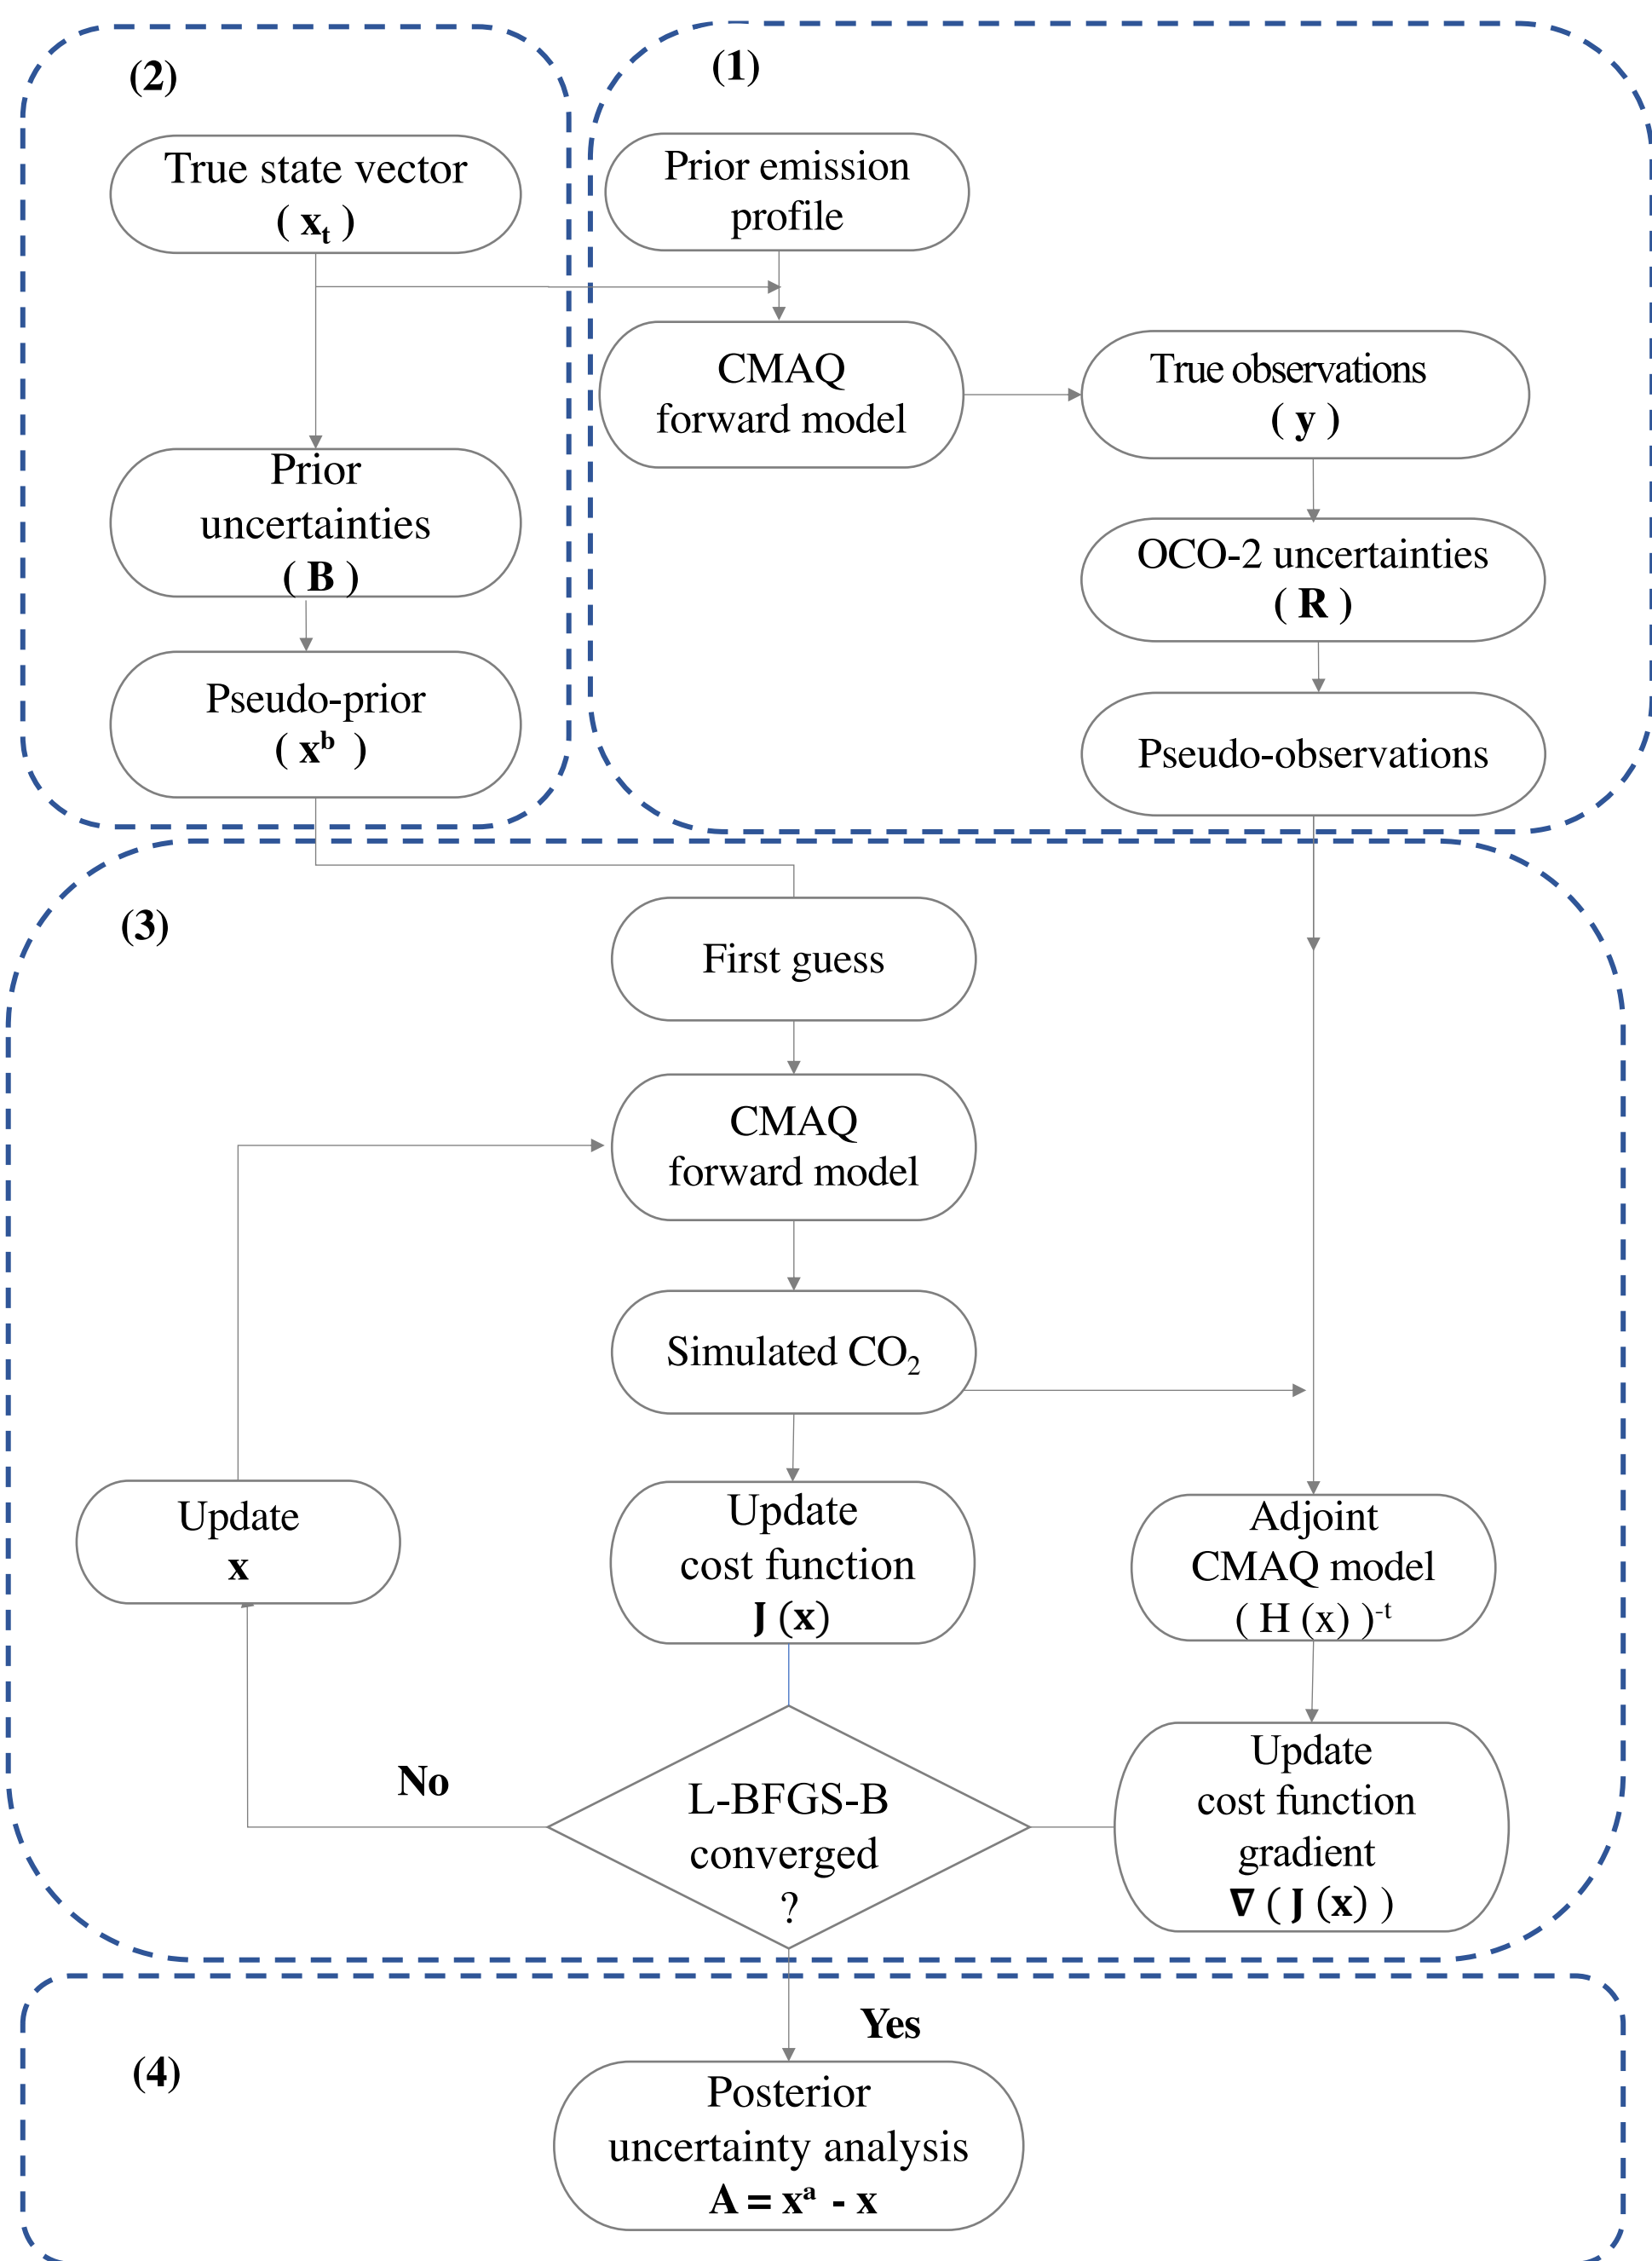 (2)
True state vector
( xₜ )
Prior
uncertainties
( B )
Pseudo-prior
( xᵇ )
(1)
Prior emission
profile
CMAQ
forward model
True observations
( y )
OCO-2 uncertainties
( R )
Pseudo-observations
(3)
First guess
CMAQ
forward model
Simulated CO₂
Update
x
Update
cost function
J (x)
Adjoint
CMAQ model
( H (x) )⁻ᵗ
No
L-BFGS-B
converged
?
Update
cost function
gradient
∇ ( J (x) )
Yes
(4)
Posterior
uncertainty analysis
A = xᵃ - x